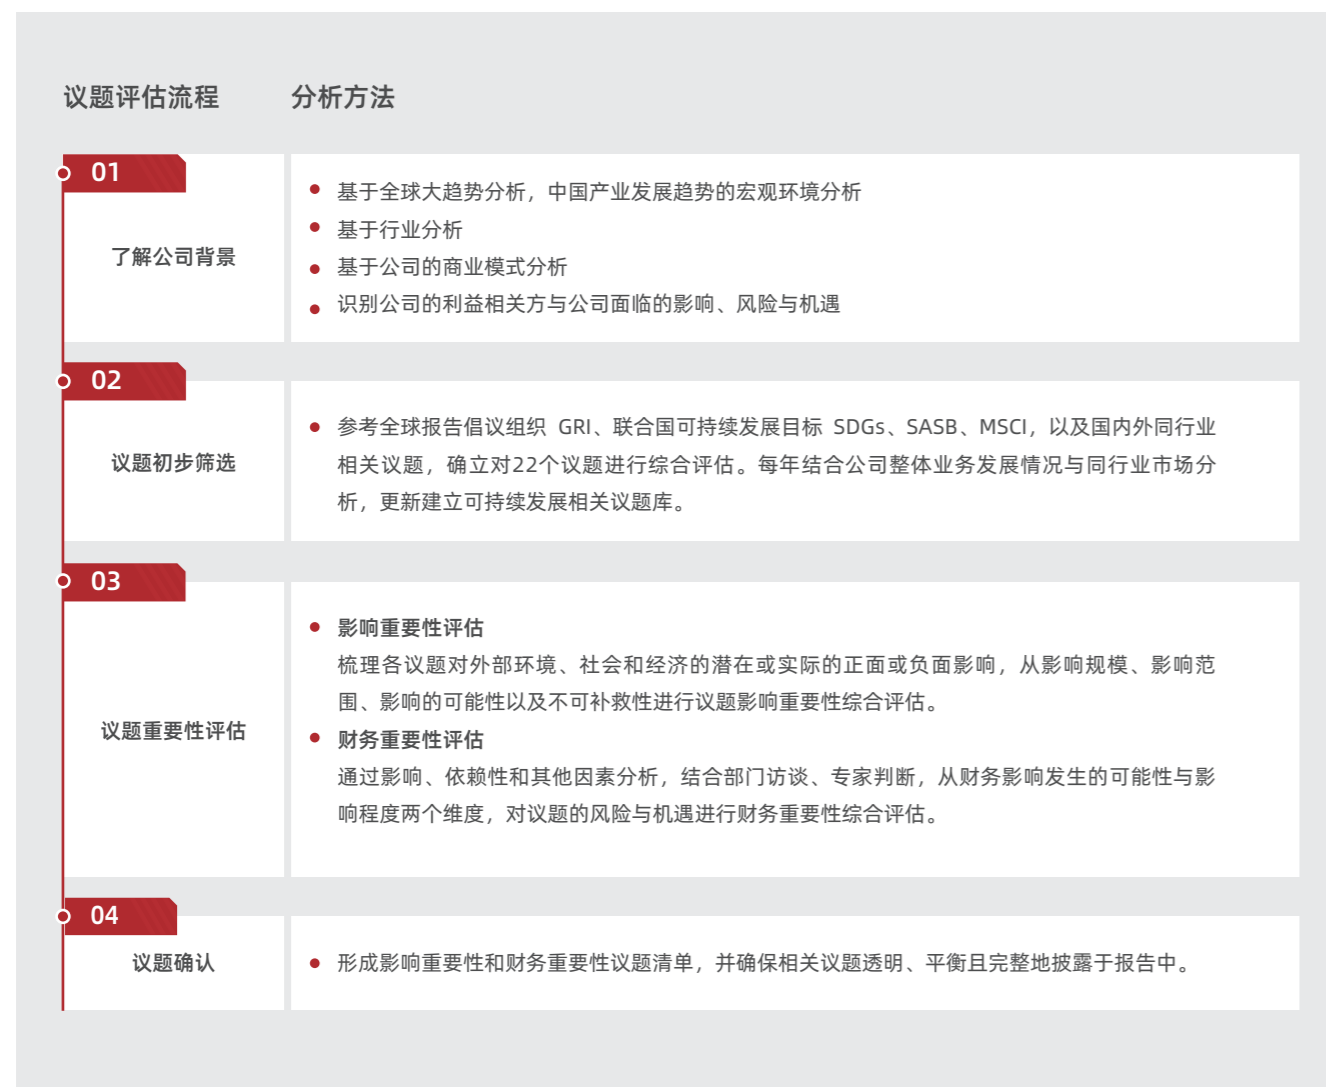 议题评估流程
分析方法
01
了解公司背景
基于全球大趋势分析，中国产业发展趋势的宏观环境分析
基于行业分析
基于公司的商业模式分析
识别公司的利益相关方与公司面临的影响、风险与机遇
02
议题初步筛选
参考全球报告倡议组织 GRI、联合国可持续发展目标 SDGs、SASB、MSCI，以及国内外同行业
相关议题，确立对22个议题进行综合评估。每年结合公司整体业务发展情况与同行业市场分
析，更新建立可持续发展相关议题库。
03
议题重要性评估
影响重要性评估
梳理各议题对外部环境、社会和经济的潜在或实际的正面或负面影响，从影响规模、影响范
围、影响的可能性以及不可补救性进行议题影响重要性综合评估。
财务重要性评估
通过影响、依赖性和其他因素分析，结合部门访谈、专家判断，从财务影响发生的可能性与影
响程度两个维度，对议题的风险与机遇进行财务重要性综合评估。
04
议题确认
形成影响重要性和财务重要性议题清单，并确保相关议题透明、平衡且完整地披露于报告中。